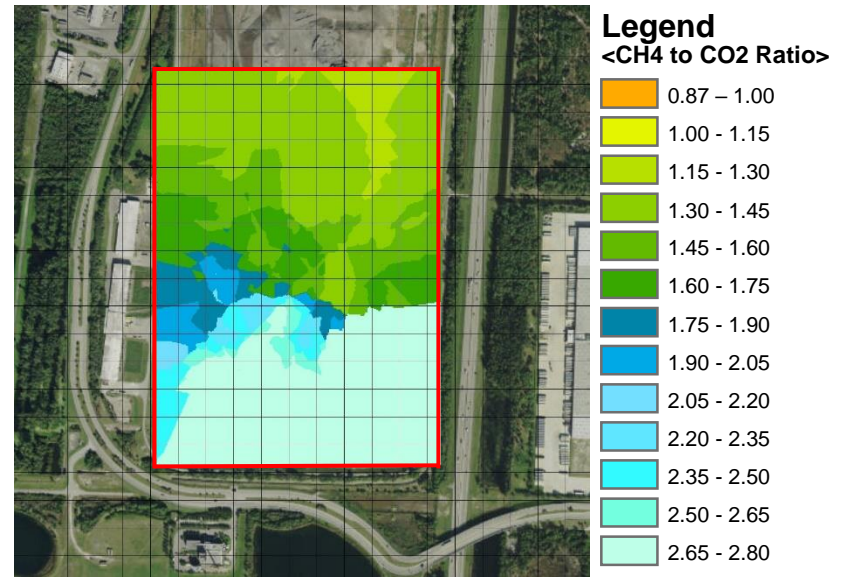 Legend
<CH4 to CO2 Ratio>
0.87 – 1.00
1.00 - 1.15
1.15 - 1.30
1.30 - 1.45
1.45 - 1.60
1.60 - 1.75
1.75 - 1.90
1.90 - 2.05
2.05 - 2.20
2.20 - 2.35
2.35 - 2.50
2.50 - 2.65
2.65 - 2.80